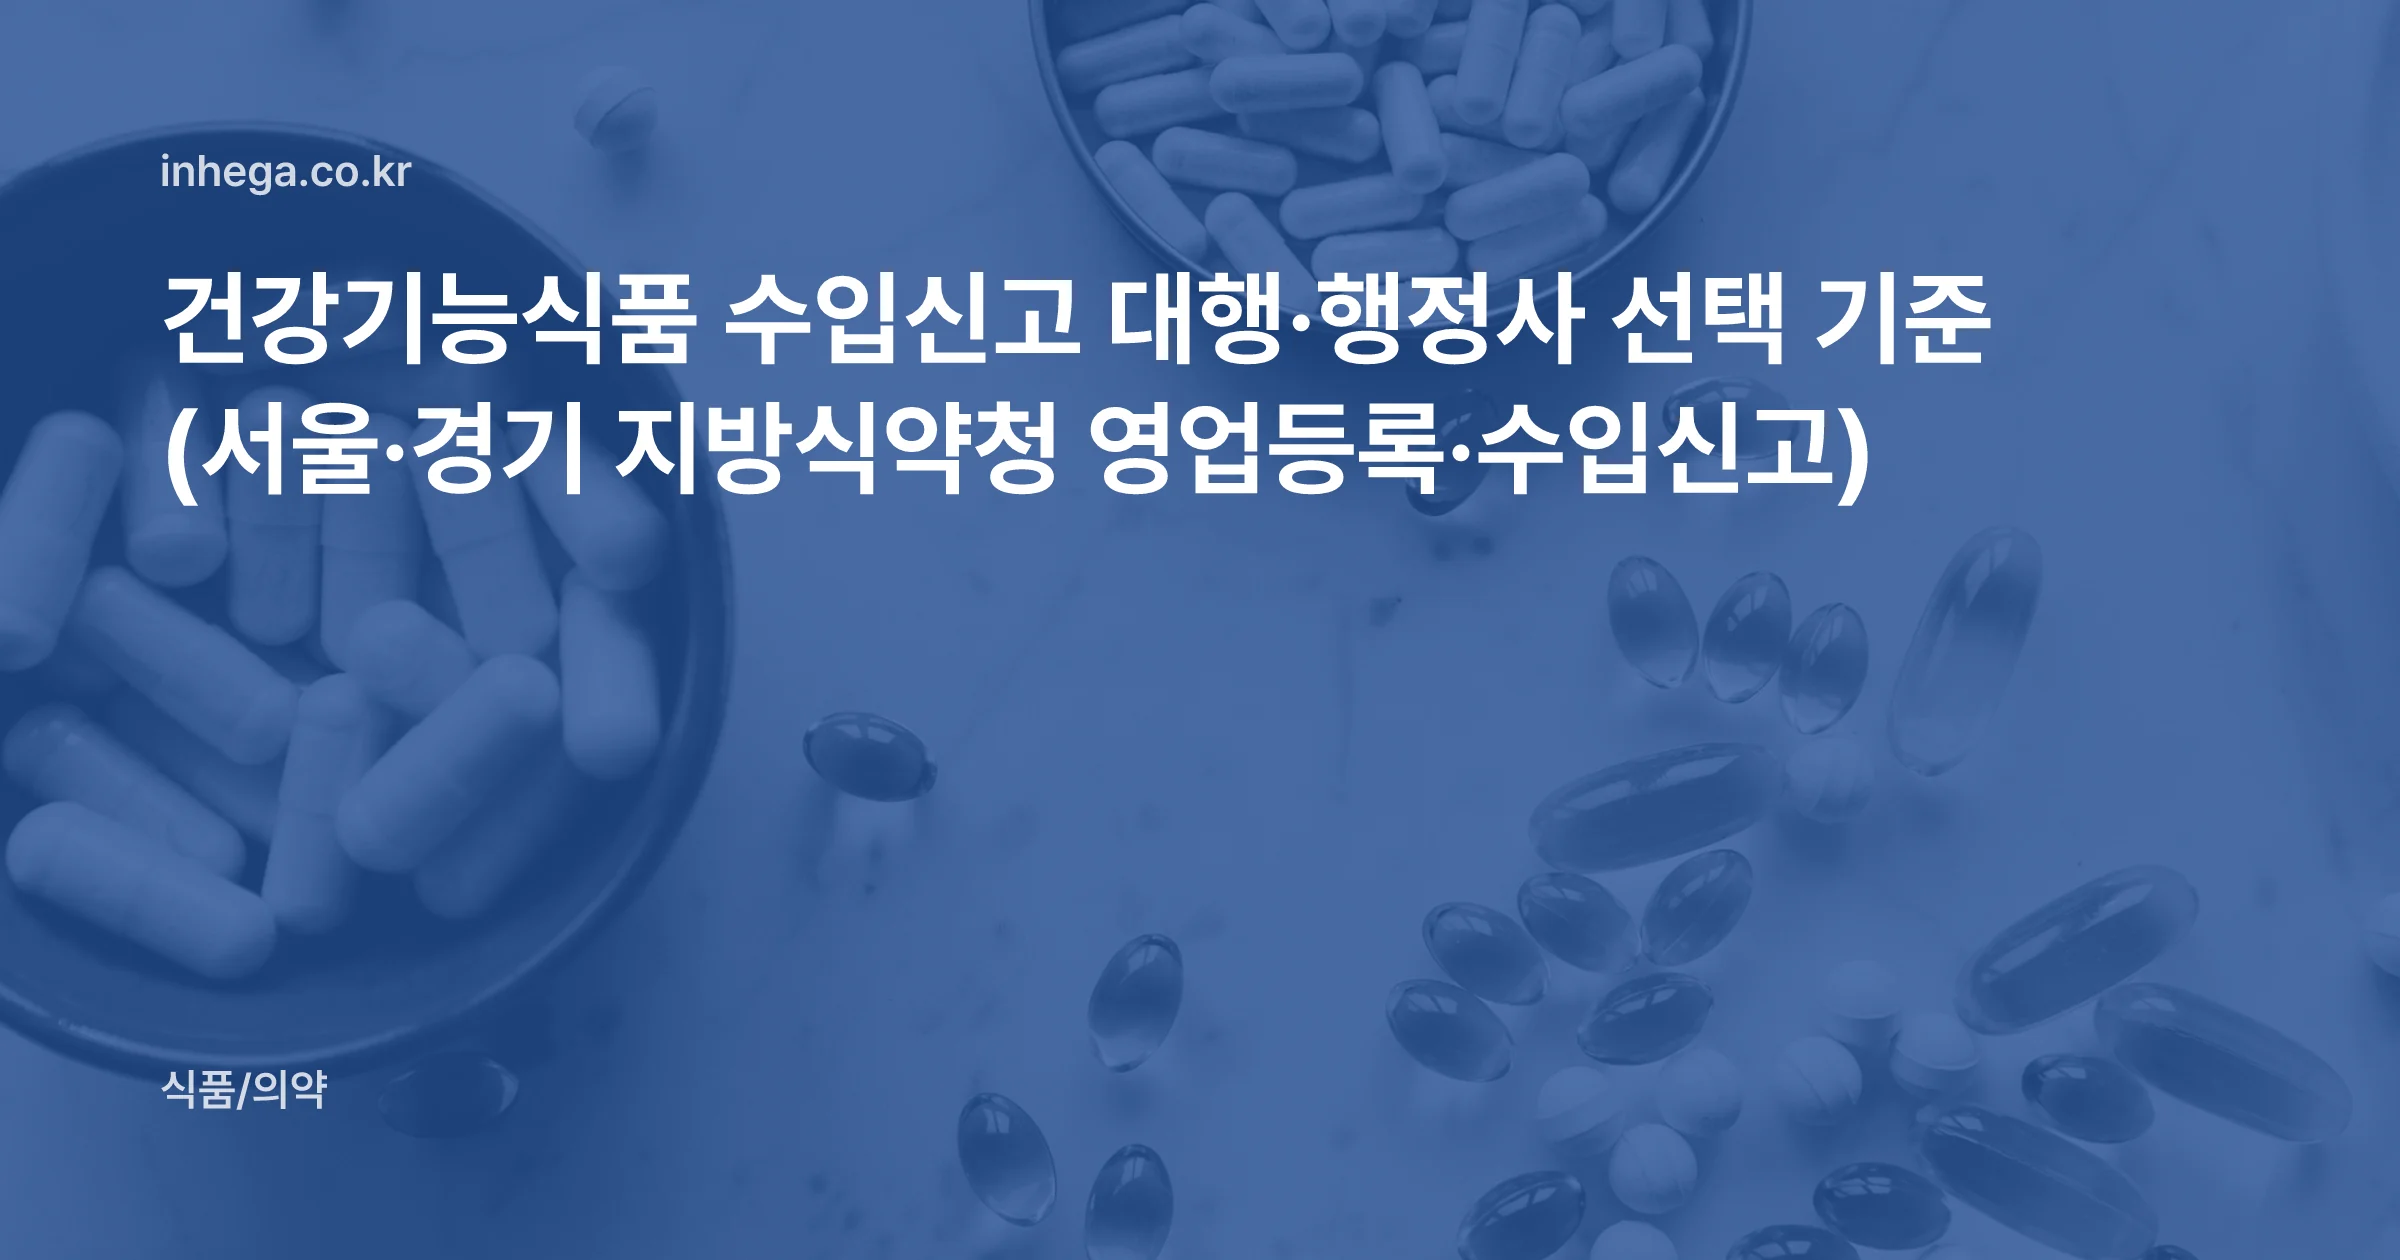 inhega.co.kr
건강기능식품 수입신고 대행·행정사 선택 기준
(서울·경기 지방식약청 영업등록·수입신고)
식품/의약